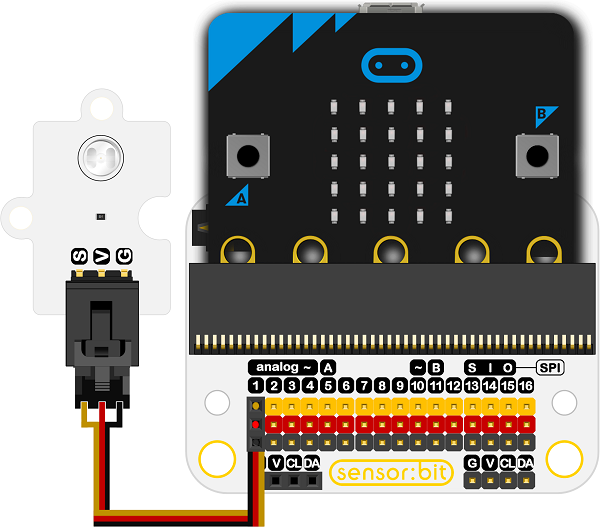 B
A
S V G
analog ~ A ~ B S I O SPI
1 2 3 4 5 6 7 8 9 10 11 12 13 14 15 16
V CL DA sensor:bit G V CL DA